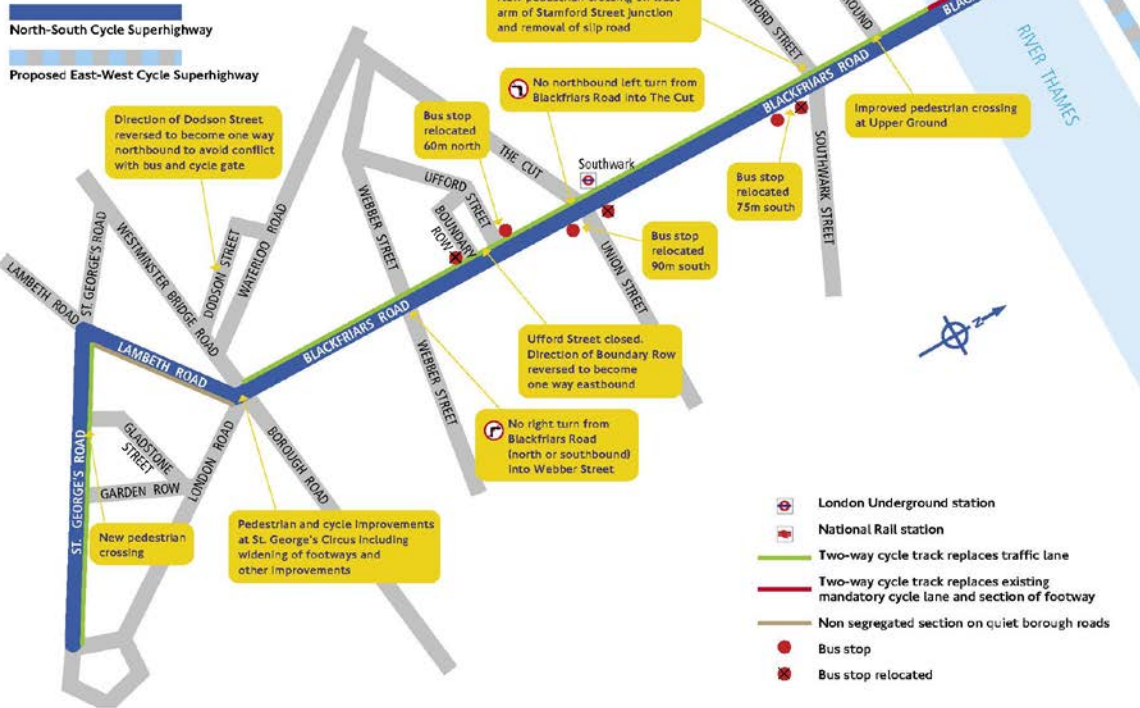 North-South Cycle Superhighway
Proposed East-West Cycle Superhighway
arm of Stamford Street junction
and removal of slip road
FORD STREET
ROUND
BLACKFRIARS ROAD
RIVER THAMES
No northbound left turn from
Blackfriars Road into The Cut
Improved pedestrian crossing
at Upper Ground
Direction of Dodson Street
reversed to become one way
northbound to avoid conflict
with bus and cycle gate
Bus stop
relocated
60m north
THE CUT
Southwark
SOUTHWARK STREET
Bus stop
relocated
75m south
UFFORD
STREET
BOUNDARY
ROW
WEBBER STREET
Bus stop
relocated
90m south
UNION STREET
ST. GEORGE'S ROAD
LAMBETH ROAD
WESTMINSTER BRIDGE ROAD
DODSON STREET
WATERLOO ROAD
N
LAMBETH ROAD
BLACKFRIARS ROAD
Ufford Street closed.
Direction of Boundary Row
reversed to become
one way eastbound
WEBBER STREET
No right turn from
Blackfriars Road
(north or southbound)
into Webber Street
ST. GEORGE'S ROAD
GLADSTONE
STREET
GARDEN ROW
LONDON ROAD
BOROUGH ROAD
New pedestrian
crossing
Pedestrian and cycle improvements
at St. George's Circus including
widening of footways and
other improvements
London Underground station
National Rail station
Two-way cycle track replaces traffic lane
Two-way cycle track replaces existing
mandatory cycle lane and section of footway
Non segregated section on quiet borough roads
Bus stop
Bus stop relocated